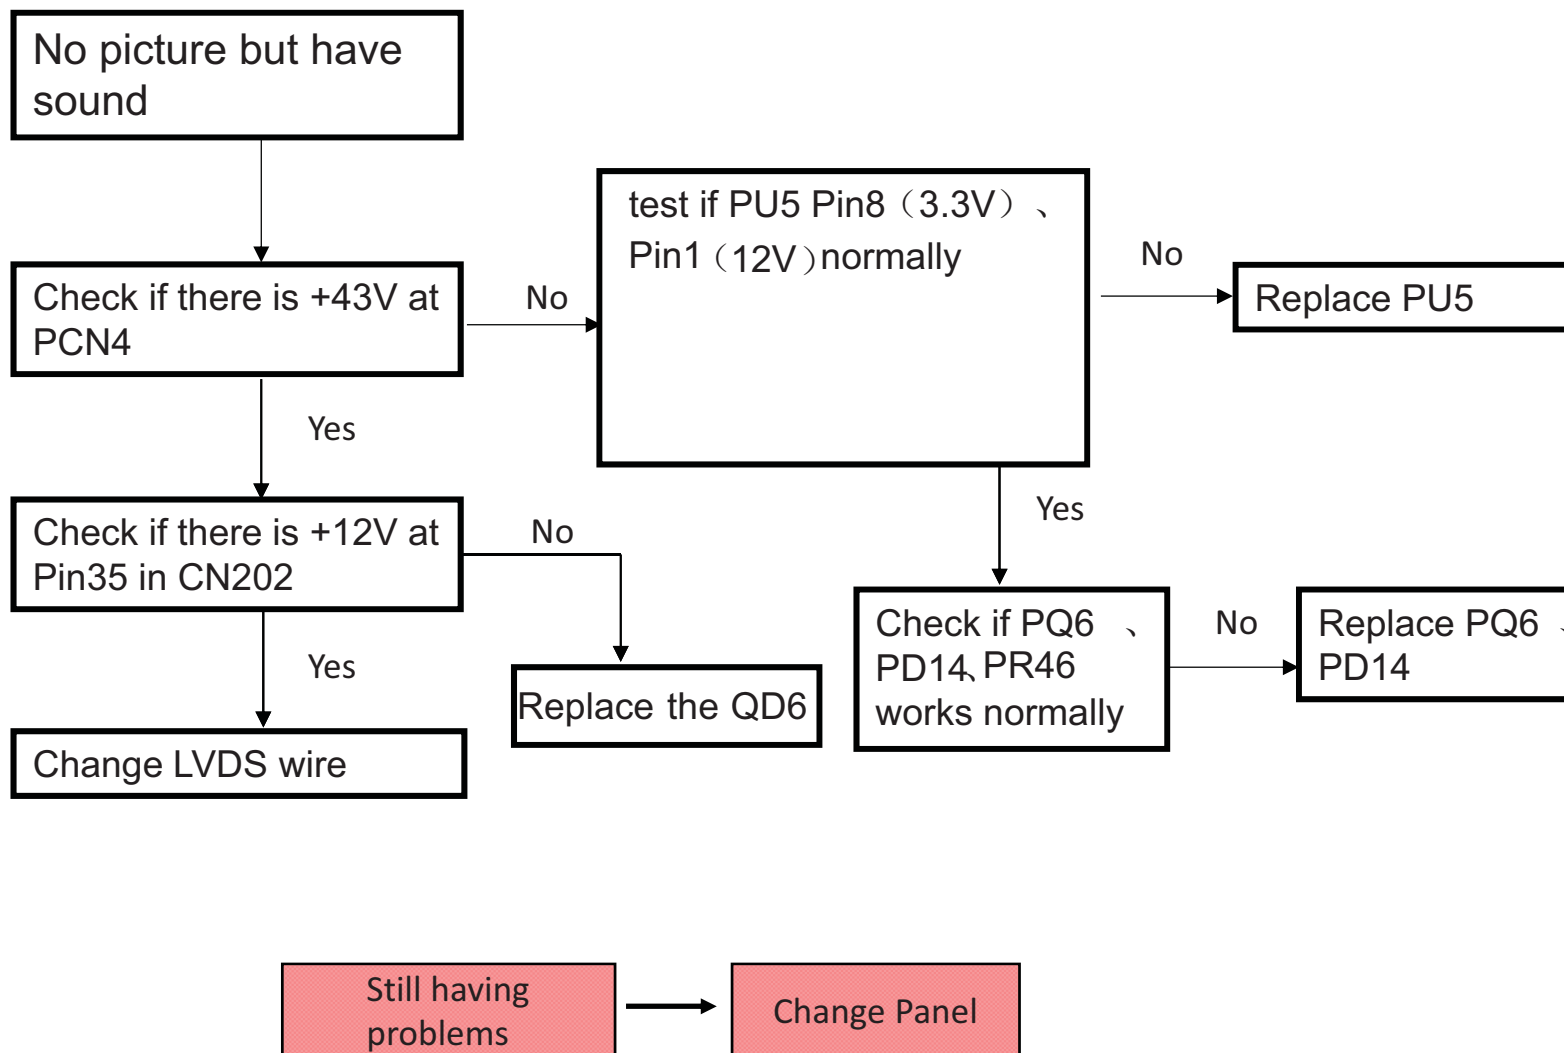 No picture but have
sound
test if PU5 Pin8（3.3V）、
Pin1（12V）normally
No
Replace PU5
Check if there is +43V at
PCN4
No
Yes
Check if there is +12V at
Pin35 in CN202
No
Yes
Check if PQ6 、
PD14、PR46
works normally
No
Replace PQ6 、
PD14
Yes
Replace the QD6
Change LVDS wire
Still having
problems
Change Panel